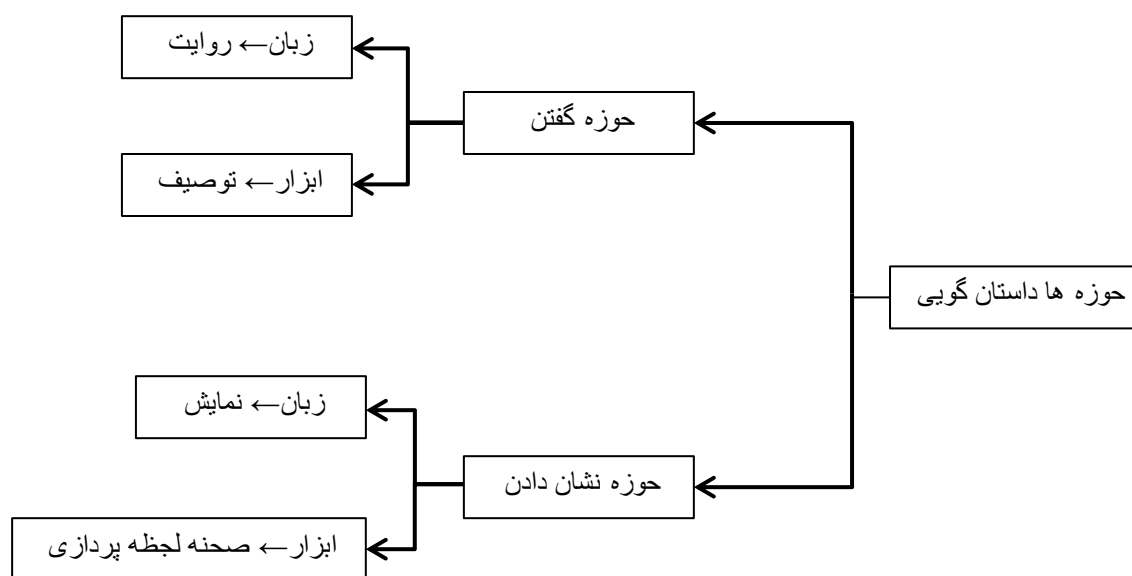 حوزه ها داستان گویی
حوزه گفتن
زبان← روایت
ابزار← توصیف
حوزه نشان دادن
زبان← نمایش
ابزار← صحنه لجظه پردازی